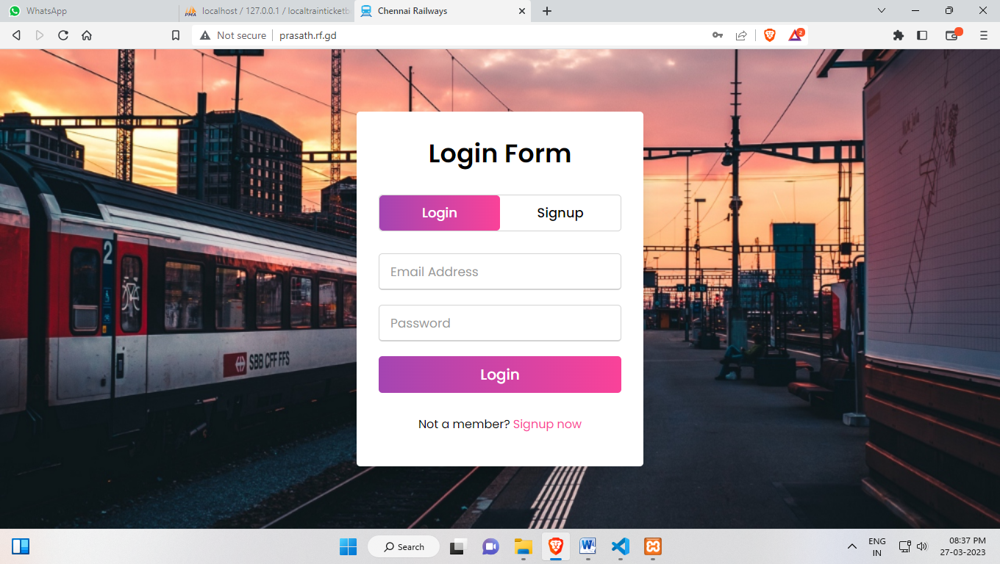 WhatsApp
localhost / 127.0.0.1 / localtrainticketb
Chennai Railways
Not secure
prasath.rf.gd
2
Login Form
Login
Signup
Email Address
Password
Login
Not a member? Signup now
2
SBB CFF FFS
Search
ENG
IN
08:37 PM
27-03-2023